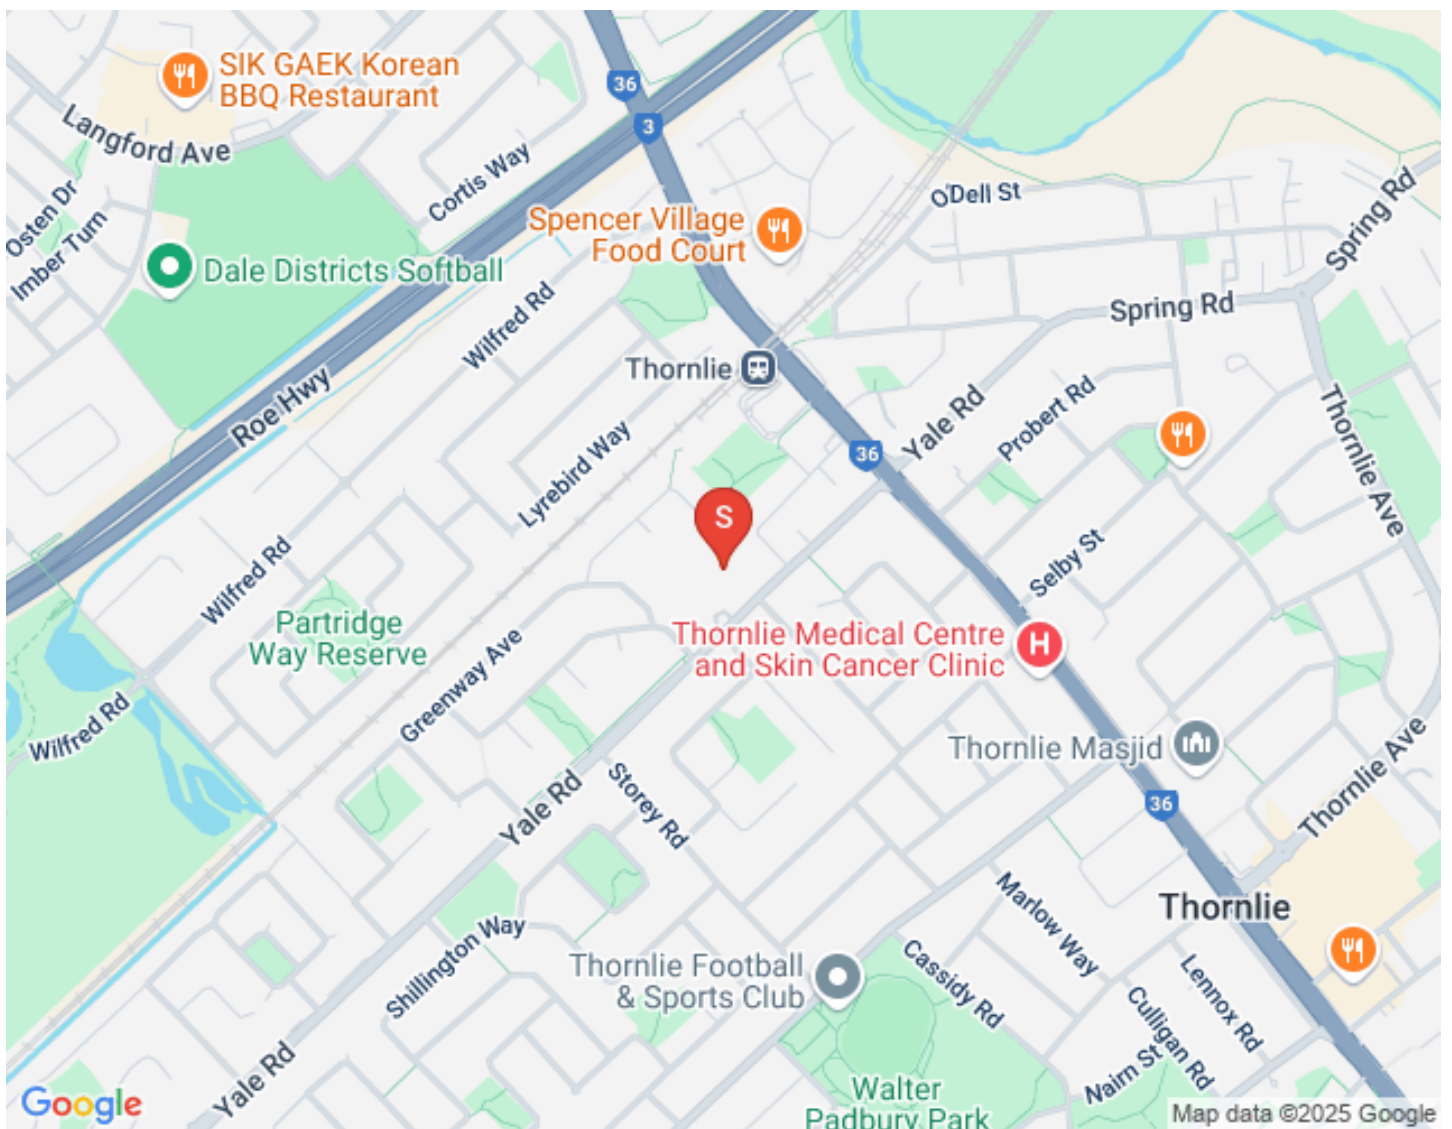 SIK GAEK Korean
BBQ Restaurant
36
3
Langford Ave
Cortis Way
Osten Dr
Imber Turn
Dale Districts Softball
Spencer Village
Food Court
O'Dell St
Spring Rd
Spring Rd
Wilfred Rd
Thornlie
Roe Hwy
Yale Rd
Probert Rd
Thornlie Ave
36
Lyrebird Way
S
Wilfred Rd
Selby St
Partridge
Way Reserve
Greenway Ave
Thornlie Medical Centre
and Skin Cancer Clinic
H
Wilfred Rd
Thornlie Masjid
Thornlie Ave
Storey Rd
Yale Rd
36
Marlow Way
Thornlie
Shillington Way
Thornlie Football
& Sports Club
Cassidy Rd
Lennox Rd
Culligan Rd
Nairn St
Yale Rd
Walter
Padbury Park
Google
Map data ©2025 Google